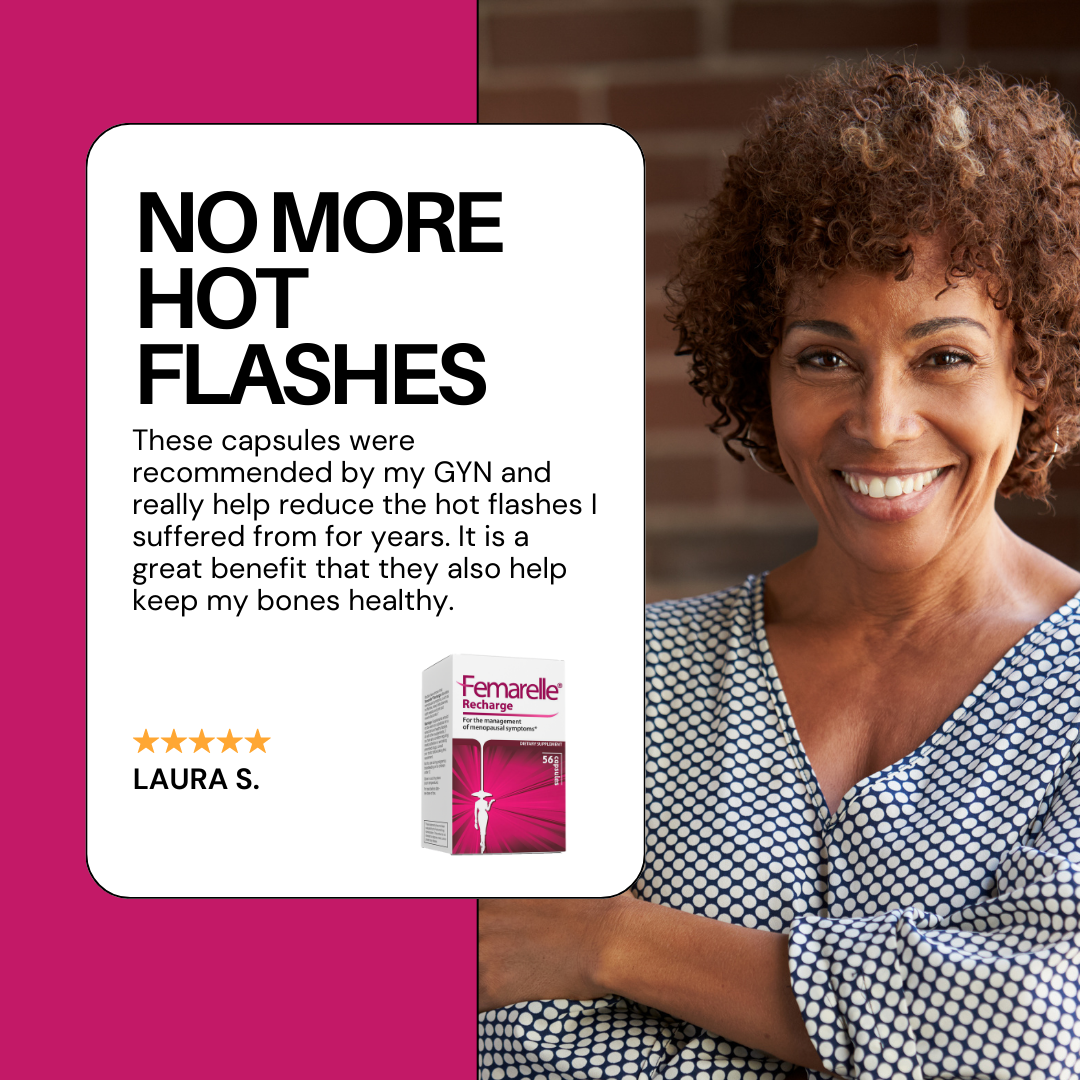 NO MORE
HOT
FLASHES
These capsules were
recommended by my GYN and
really help reduce the hot flashes I
suffered from for years. It is a
great benefit that they also help
keep my bones healthy.
LAURA S.
Femarelle®
Recharge
For the management
of menopausal symptoms*
DIETARY SUPPLEMENT
56 capsules